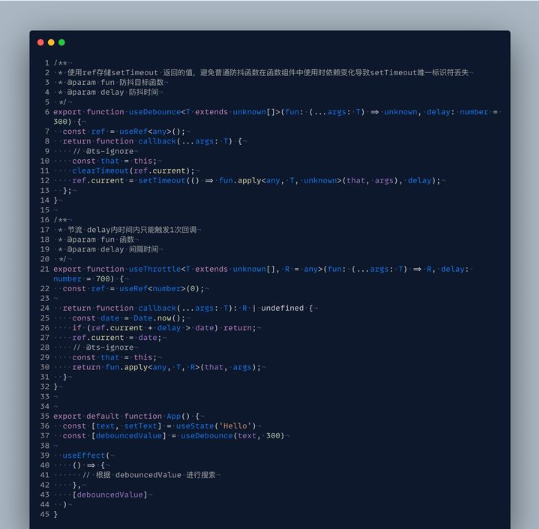 1 /**
2  * 使用ref存储setTimeout 返回的值，避免普通防抖函数在函数组件中使用时依赖变化导致setTimeout唯一标识符丢失
3  * @param fun 防抖目标函数
4  * @param delay 防抖时间
5  */
6 export function useDebounce<T extends unknown[]>(fun: (...args: T) => unknown, delay: number =
300) {
7   const ref = useRef<any>();
8   return function callback(...args: T) {
9     // @ts-ignore
10     const that = this;
11     clearTimeout(ref.current);
12     ref.current = setTimeout(() => fun.apply<any, T, unknown>(that, args), delay);
13   };
14 }
15
16 /**
17  * 节流 delay内时间内只能触发1次回调
18  * @param fun 函数
19  * @param delay 间隔时间
20  */
21 export function useThrottle<T extends unknown[], R = any>(fun: (...args: T) => R, delay:
number = 700) {
22   const ref = useRef<number>(0);
23
24   return function callback(...args: T): R | undefined {
25     const date = Date.now();
26     if (ref.current + delay > date) return;
27     ref.current = date;
28     // @ts-ignore
29     const that = this;
30     return fun.apply<any, T, R>(that, args);
31   }
32 }
33
34
35 export default function App() {
36   const [text, setText] = useState('Hello')
37   const [debouncedValue] = useDebounce(text, 300)
38
39   useEffect(
40     () => {
41       // 根据 debouncedValue 进行搜索
42     },
43     [debouncedValue]
44   )
45 }